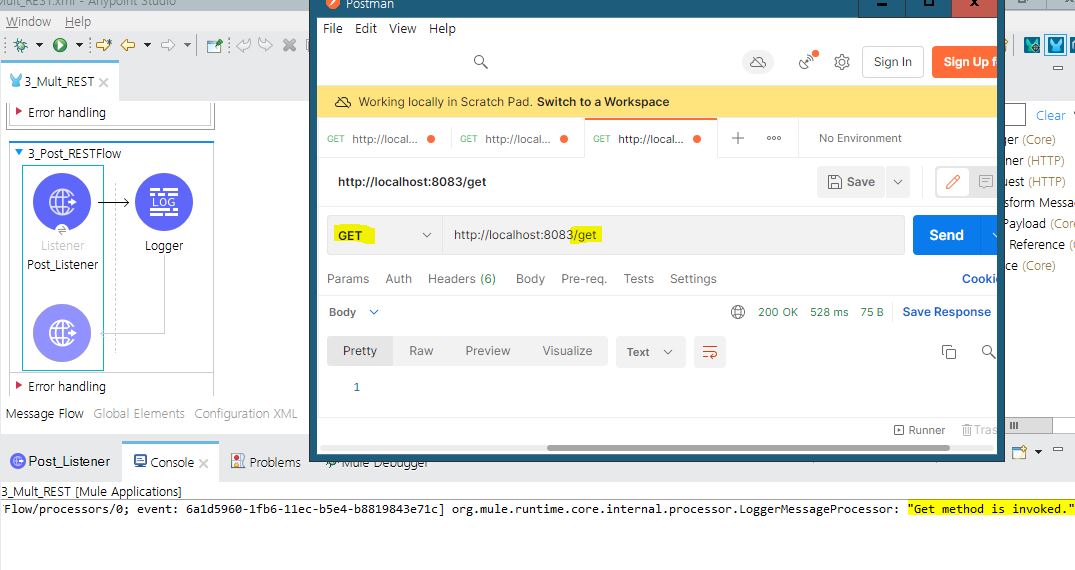 Mult_REST.xml - Anypoint Studio
Window Help
3_Mult_REST
Error handling
3_Post_RESTFlow
LOG
Listener
Logger
Post_Listener
Error handling
Message Flow Global Elements Configuration XML
Postman
File Edit View Help
Sign In
Sign Up f
Working locally in Scratch Pad. Switch to a Workspace
GET http://local... GET http://local... GET http://local...
No Environment
http://localhost:8083/get
Save
GET
http://localhost:8083/get
Send
Params Auth Headers (6) Body Pre-req. Tests Settings
Cooki
Body
200 OK 528 ms 75 B Save Response
Pretty Raw Preview Visualize Text
1
Runner Tras
Clear
ger (Core)
ner (HTTP)
uest (HTTP)
sform Messa
Payload (Cor
Reference (
ce (Core)
Post_Listener Console Problems Mule Debugger
3_Mult_REST [Mule Applications]
Flow/processors/0; event: 6a1d5960-1fb6-11ec-b5e4-b8819843e71c] org.mule.runtime.core.internal.processor.LoggerMessageProcessor: "Get method is invoked."